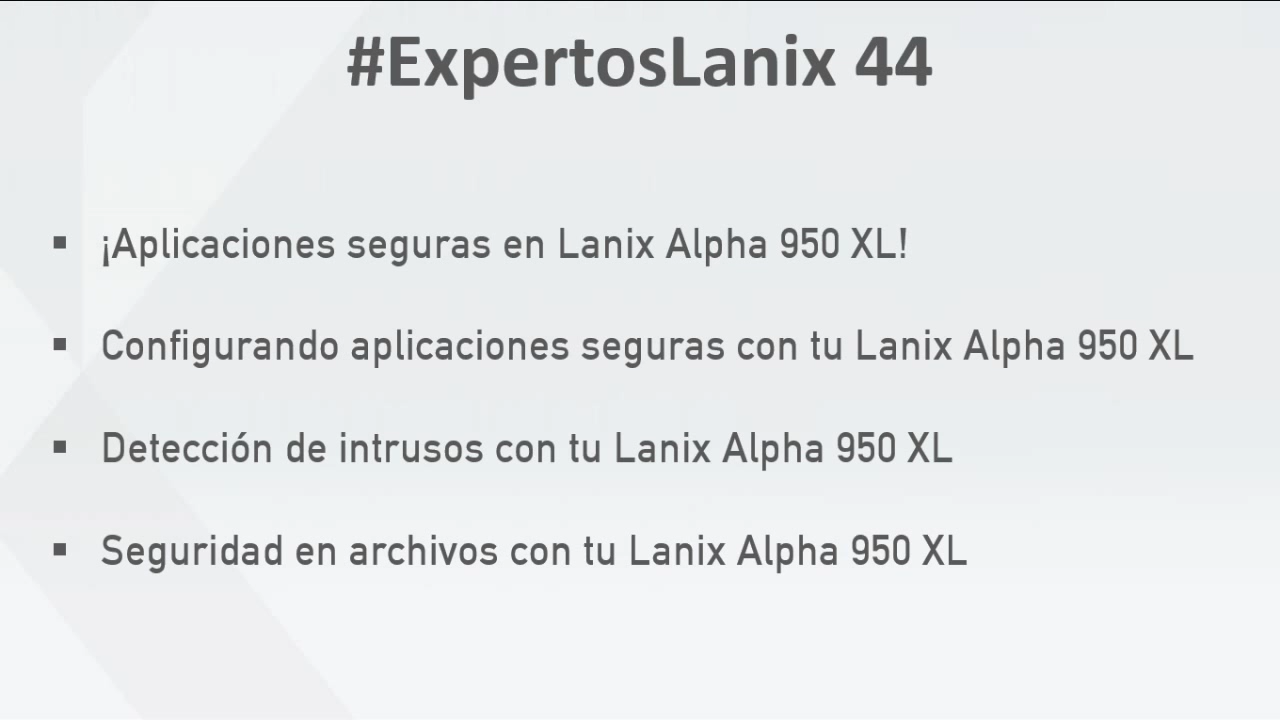 #ExpertosLanix 44
▪ ¡Aplicaciones seguras en Lanix Alpha 950 XL!
▪ Configurando aplicaciones seguras con tu Lanix Alpha 950 XL
▪ Detección de intrusos con tu Lanix Alpha 950 XL
▪ Seguridad en archivos con tu Lanix Alpha 950 XL